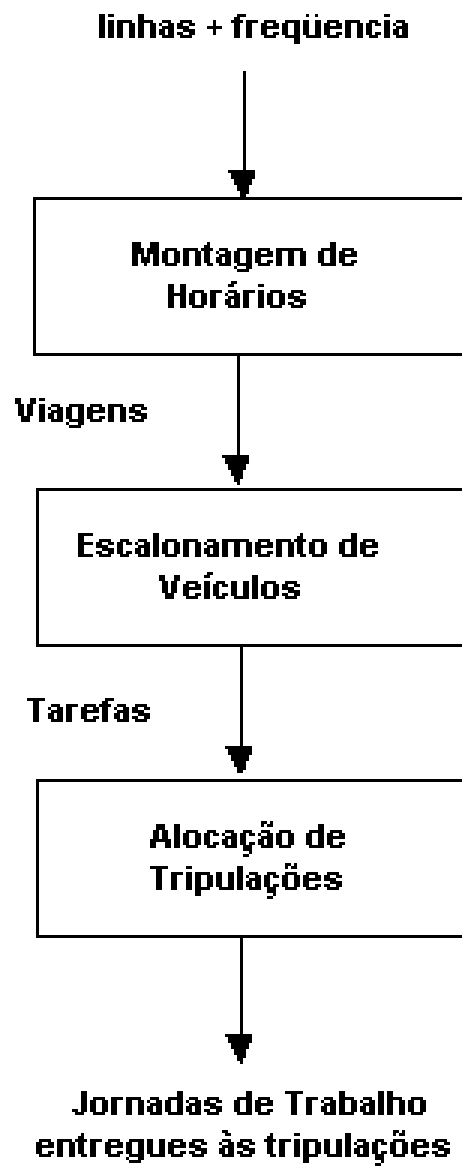 linhas + freqüencia
Montagem de
Horários
Viagens
Escalonamento de
Veículos
Tarefas
Alocação de
Tripulações
Jornadas de Trabalho
entregues às tripulações